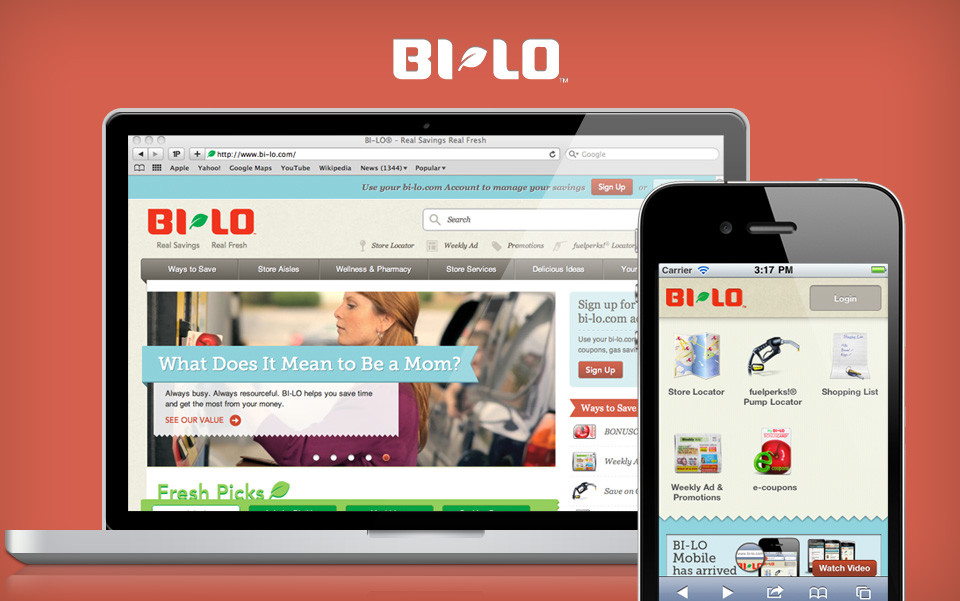 BI-LO™
BI-LO® - Real Savings Real Fresh
http://www.bi-lo.com/
Google
Apple Yahoo! Google Maps YouTube Wikipedia News (1344) Popular
Use your bi-lo.com Account to manage your savings Sign Up or
BI-LO
Real Savings Real Fresh
Search
Store Locator Weekly Ad Promotions fuelperks!® Locator
Ways to Save Store Aisles Wellness & Pharmacy Store Services Delicious Ideas Your
What Does It Mean to Be a Mom?
Always busy. Always resourceful. BI-LO helps you save time
and get the most from your money.
SEE OUR VALUE
Sign up for
bi-lo.com
Use your bi-lo.com
coupons, gas
Sign Up
Ways to Save
BONUSC
Weekly A
Save on
Fresh Picks
Carrier 3:17 PM
BI-LO
Login
Store Locator
fuelperks!®
Pump Locator
Shopping List
Weekly Ad &
Promotions
e-coupons
BI-LO
Mobile
has arrived
Watch Video